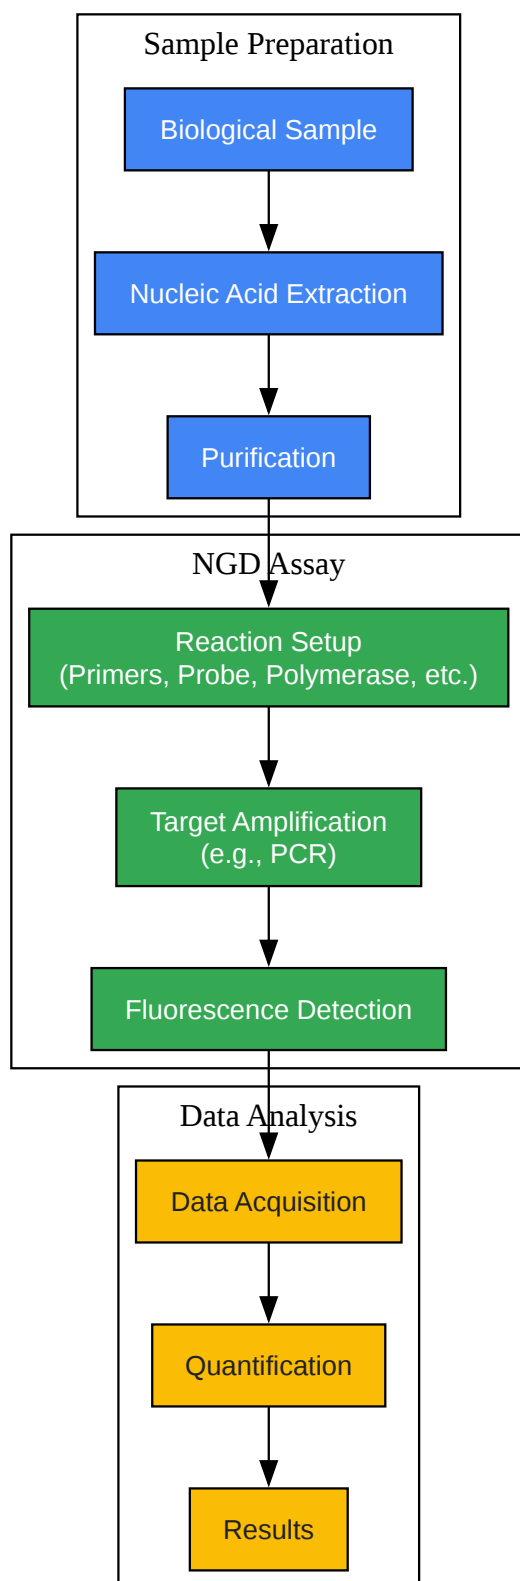 Sample Preparation
Biological Sample
Nucleic Acid Extraction
Purification
NGD Assay
Reaction Setup
(Primers, Probe, Polymerase, etc.)
Target Amplification
(e.g., PCR)
Fluorescence Detection
Data Analysis
Data Acquisition
Quantification
Results